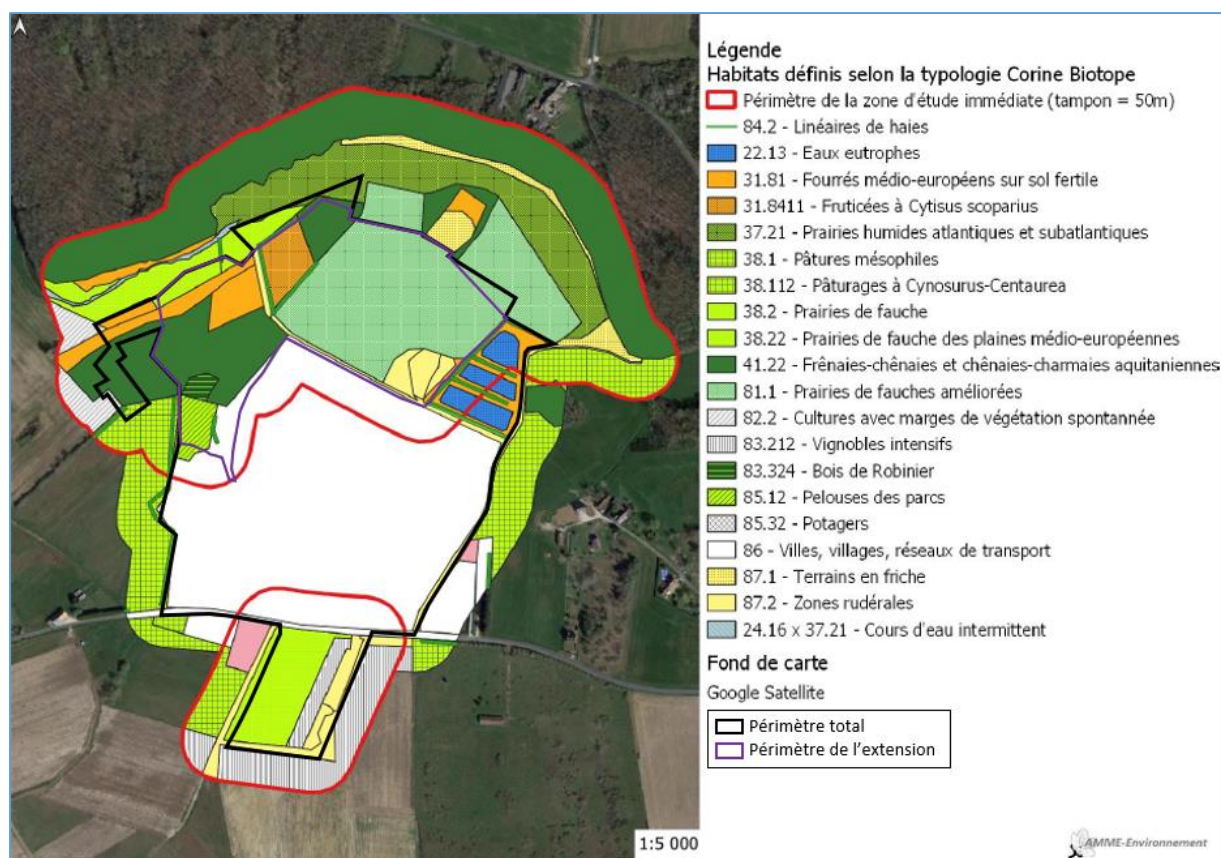 Légende
Habitats définis selon la typologie Corine Biotope
Périmètre de la zone d'étude immédiate (tampon = 50m)
84.2 - Linéaires de haies
22.13 - Eaux eutrophes
31.81 - Fourrés médio-européens sur sol fertile
31.8411 - Fruticées à Cytisus scoparius
37.21 - Prairies humides atlantiques et subatlantiques
38.1 - Pâtures mésophiles
38.112 - Pâturages à Cynosurus-Centaurea
38.2 - Prairies de fauche
38.22 - Prairies de fauche des plaines médio-européennes
41.22 - Frênaies-chênaies et chênaies-charmaies aquitaniennes
81.1 - Prairies de fauches améliorées
82.2 - Cultures avec marges de végétation spontannée
83.212 - Vignobles intensifs
83.324 - Bois de Robinier
85.12 - Pelouses des parcs
85.32 - Potagers
86 - Villes, villages, réseaux de transport
87.1 - Terrains en friche
87.2 - Zones rudérales
24.16 x 37.21 - Cours d'eau intermittent
Fond de carte
Google Satellite
Périmètre total
Périmètre de l'extension
1:5 000
AMME-Environnement